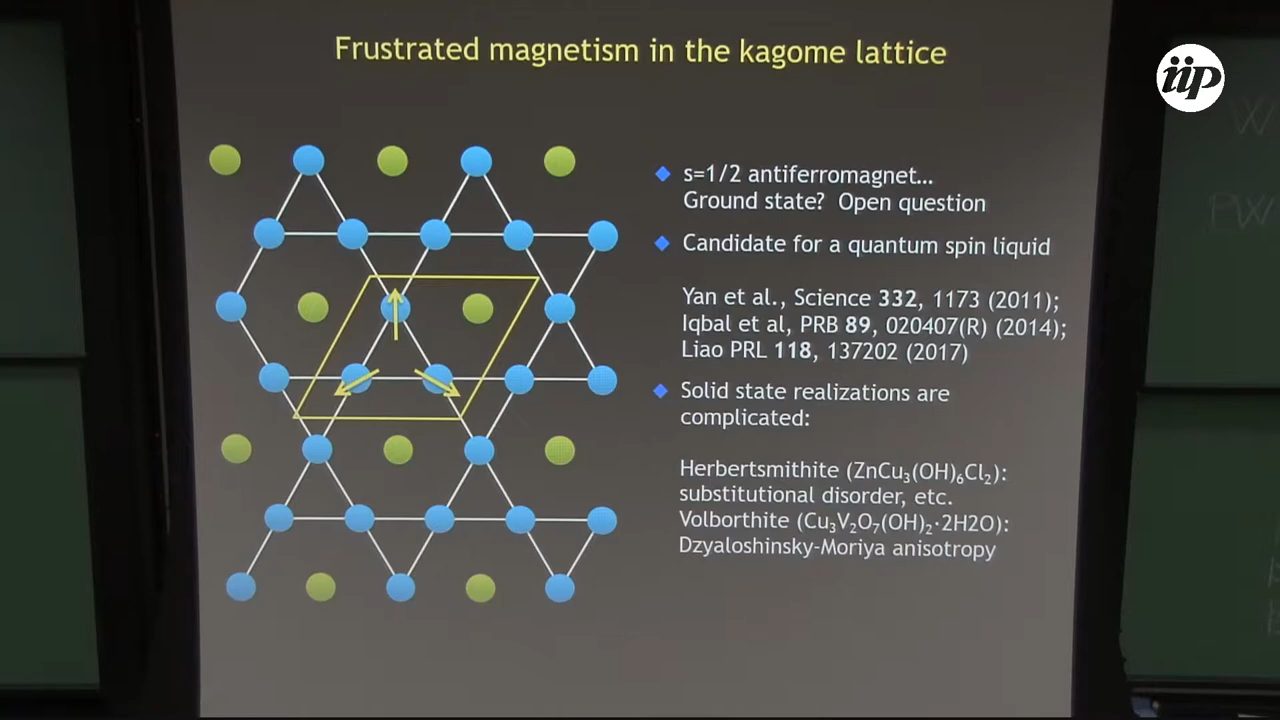 Frustrated magnetism in the kagome lattice
iip
s=1/2 antiferromagnet...
Ground state? Open question
Candidate for a quantum spin liquid
Yan et al., Science 332, 1173 (2011);
Iqbal et al, PRB 89, 020407(R) (2014);
Liao PRL 118, 137202 (2017)
Solid state realizations are
complicated:
Herbertsmithite (ZnCu₃(OH)₆Cl₂):
substitutional disorder, etc.
Volborthite (Cu₃V₂O₇(OH)₂·2H2O):
Dzyaloshinsky-Moriya anisotropy